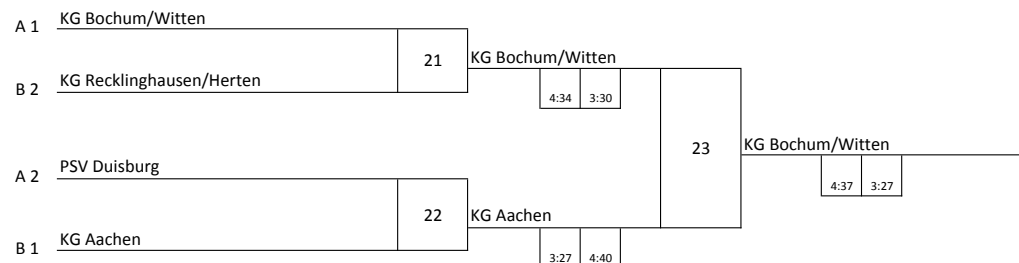 A 1 KG Bochum/Witten
21 KG Bochum/Witten
B 2 KG Recklinghausen/Herten
4:34 3:30
23 KG Bochum/Witten
A 2 PSV Duisburg
4:37 3:27
22 KG Aachen
B 1 KG Aachen
3:27 4:40